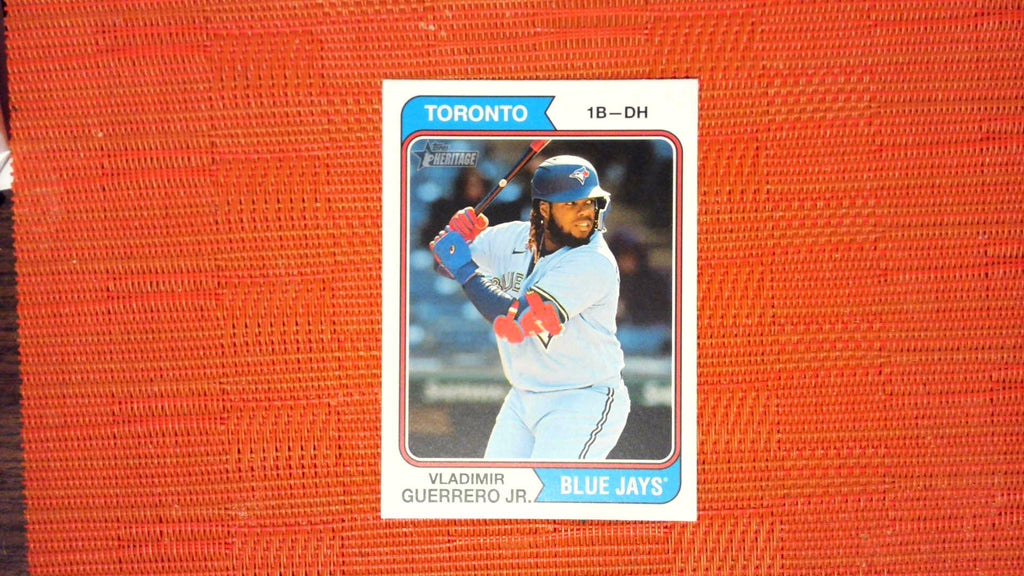 TORONTO
1B–DH
Topps
HERITAGE
VLADIMIR
GUERRERO JR.
BLUE JAYS®